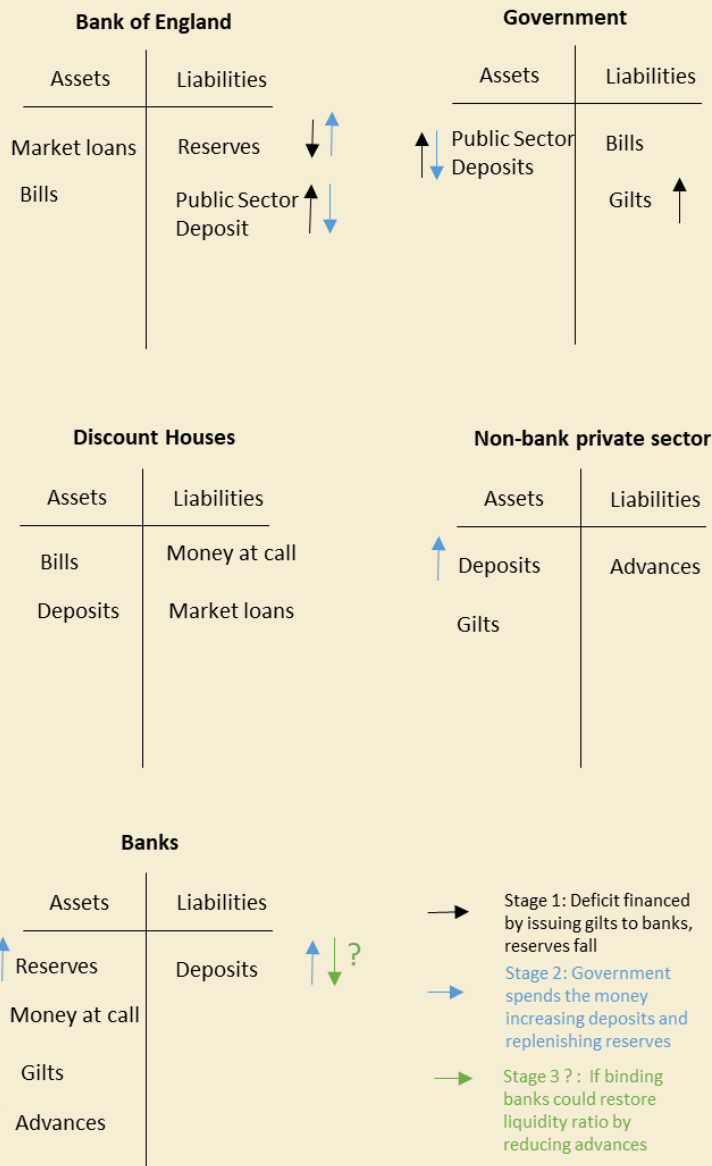 Bank of England
Assets
Liabilities
Market loans
Reserves
Bills
Public Sector
Deposit
Government
Assets
Liabilities
Public Sector
Deposits
Bills
Gilts
Discount Houses
Assets
Liabilities
Bills
Money at call
Deposits
Market loans
Non-bank private sector
Assets
Liabilities
Deposits
Advances
Gilts
Banks
Assets
Liabilities
Reserves
Deposits
?
Money at call
Gilts
Advances
Stage 1: Deficit financed
by issuing gilts to banks,
reserves fall
Stage 2: Government
spends the money
increasing deposits and
replenishing reserves
Stage 3 ? : If binding
banks could restore
liquidity ratio by
reducing advances